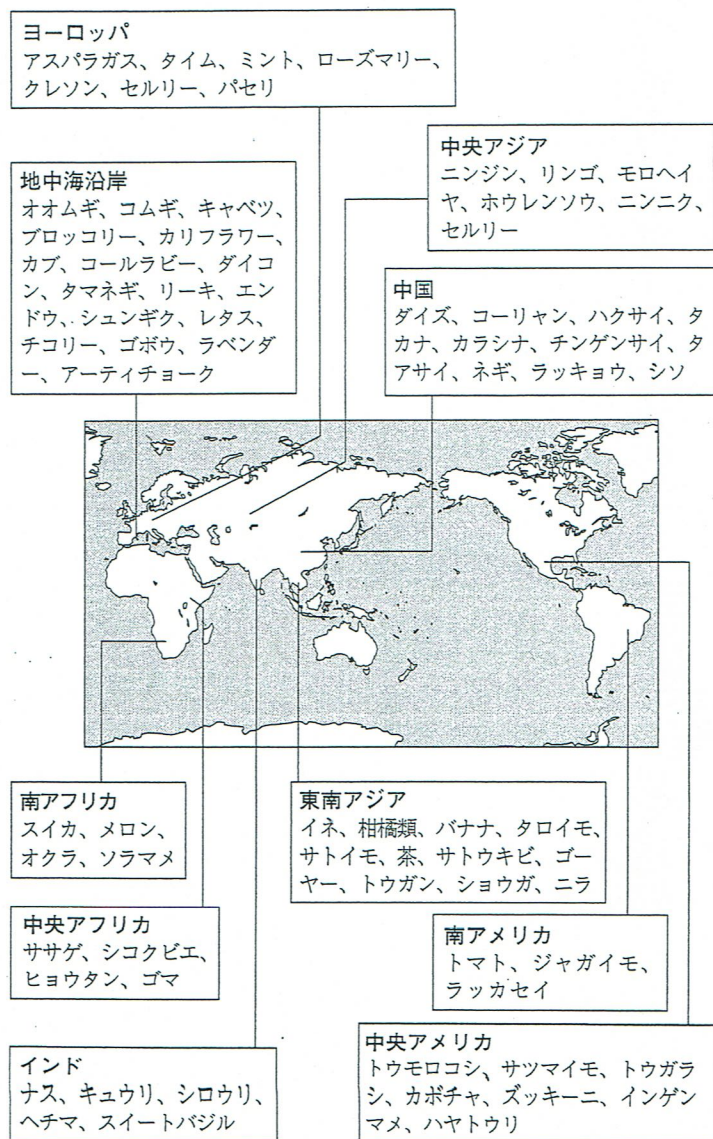 ヨーロッパ
アスパラガス、タイム、ミント、ローズマリー、
クレソン、セルリー、パセリ
中央アジア
ニンジン、リンゴ、モロヘイ
ヤ、ホウレンソウ、ニンニク、
セルリー
地中海沿岸
オオムギ、コムギ、キャベツ、
ブロッコリー、カリフラワー、
カブ、コールラビー、ダイコ
ン、タマネギ、リーキ、エン
ドウ、シュンギク、レタス、
チコリー、ゴボウ、ラベンダ
ー、アーティチョーク
中国
ダイズ、コーリャン、ハクサイ、タ
カナ、カラシナ、チンゲンサイ、タ
アサイ、ネギ、ラッキョウ、シソ
南アフリカ
スイカ、メロン、
オクラ、ソラマメ
東南アジア
イネ、柑橘類、バナナ、タロイモ、
サトイモ、茶、サトウキビ、ゴー
ヤー、トウガン、ショウガ、ニラ
中央アフリカ
ササゲ、シコクビエ、
ヒョウタン、ゴマ
南アメリカ
トマト、ジャガイモ、
ラッカセイ
インド
ナス、キュウリ、シロウリ、
ヘチマ、スイートバジル
中央アメリカ
トウモロコシ、サツマイモ、トウガラ
シ、カボチャ、ズッキーニ、インゲン
マメ、ハヤトウリ